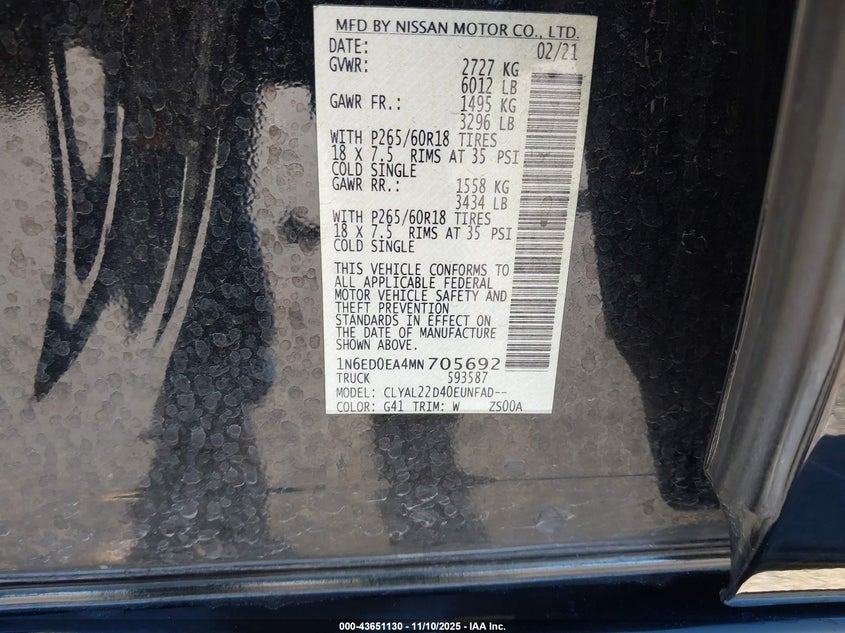 MFD BY NISSAN MOTOR CO., LTD.
DATE: 02/21
GVWR: 2727 KG
6012 LB
GAWR FR.: 1495 KG
3296 LB
WITH P265/60R18 TIRES
18 X 7.5 RIMS AT 35 PSI
COLD SINGLE
GAWR RR.: 1558 KG
3434 LB
WITH P265/60R18 TIRES
18 X 7.5 RIMS AT 35 PSI
COLD SINGLE
THIS VEHICLE CONFORMS TO
ALL APPLICABLE FEDERAL
MOTOR VEHICLE SAFETY AND
THEFT PREVENTION
STANDARDS IN EFFECT ON
THE DATE OF MANUFACTURE
SHOWN ABOVE.
1N6ED0EA4MN705692
TRUCK 593587
MODEL: CLYAL22D40EUNFAD--
COLOR: G41 TRIM: W ZS00A
000-43651130 - 11/10/2025 - IAA Inc.